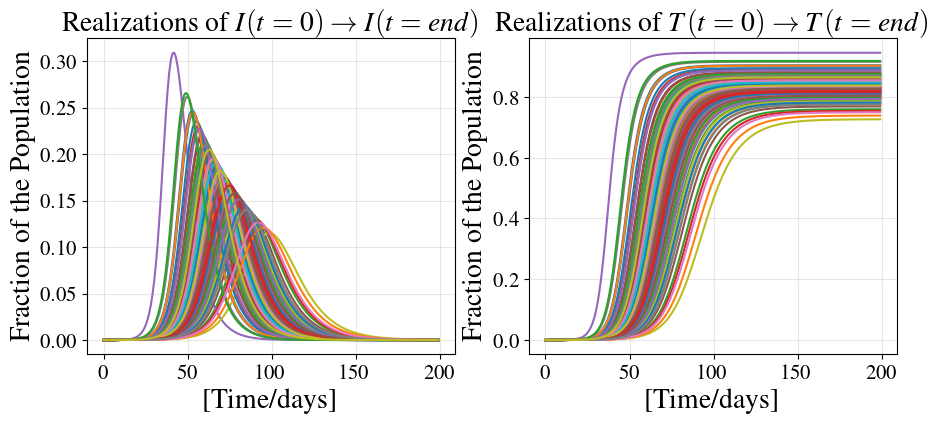 Realizations of I(t = 0) → I(t = end)
Fraction of the Population
0.30
0.25
0.20
0.15
0.10
0.05
0.00
0 50 100 150 200
[Time/days]
Realizations of T(t = 0) → T(t = end)
Fraction of the Population
0.8
0.6
0.4
0.2
0.0
0 50 100 150 200
[Time/days]